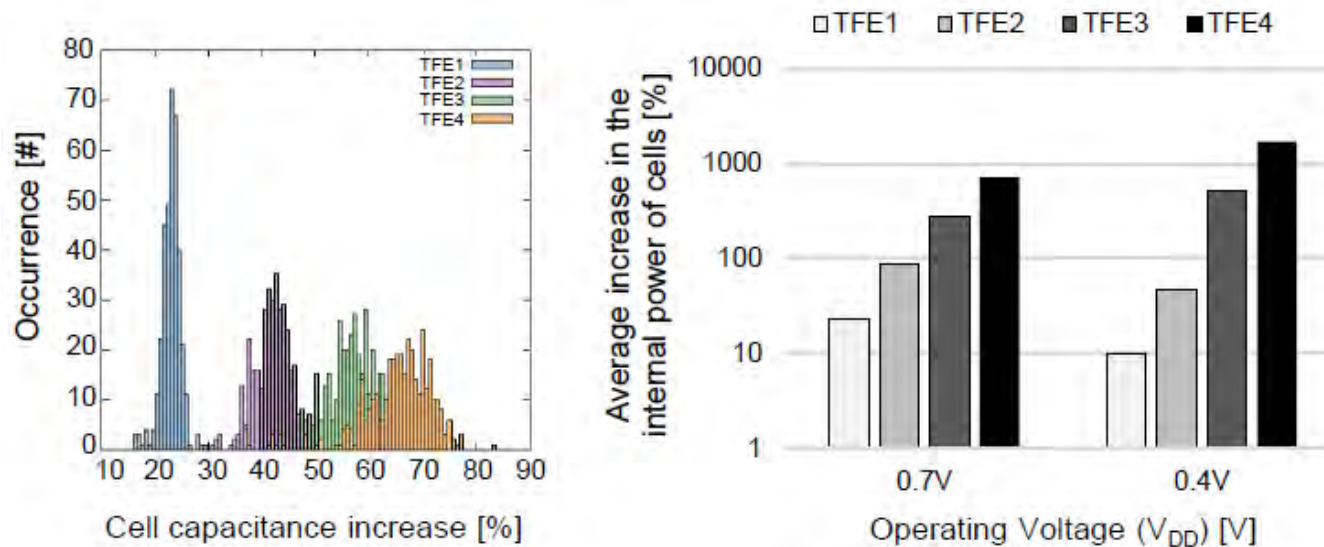 80
70
60
50
40
30
20
10
0
Occurrence [#]
TFE1
TFE2
TFE3
TFE4
10 20 30 40 50 60 70 80 90
Cell capacitance increase [%]
TFE1 TFE2 TFE3 TFE4
Average increase in the
internal power of cells [%]
10000
1000
100
10
1
0.7V 0.4V
Operating Voltage (VDD) [V]